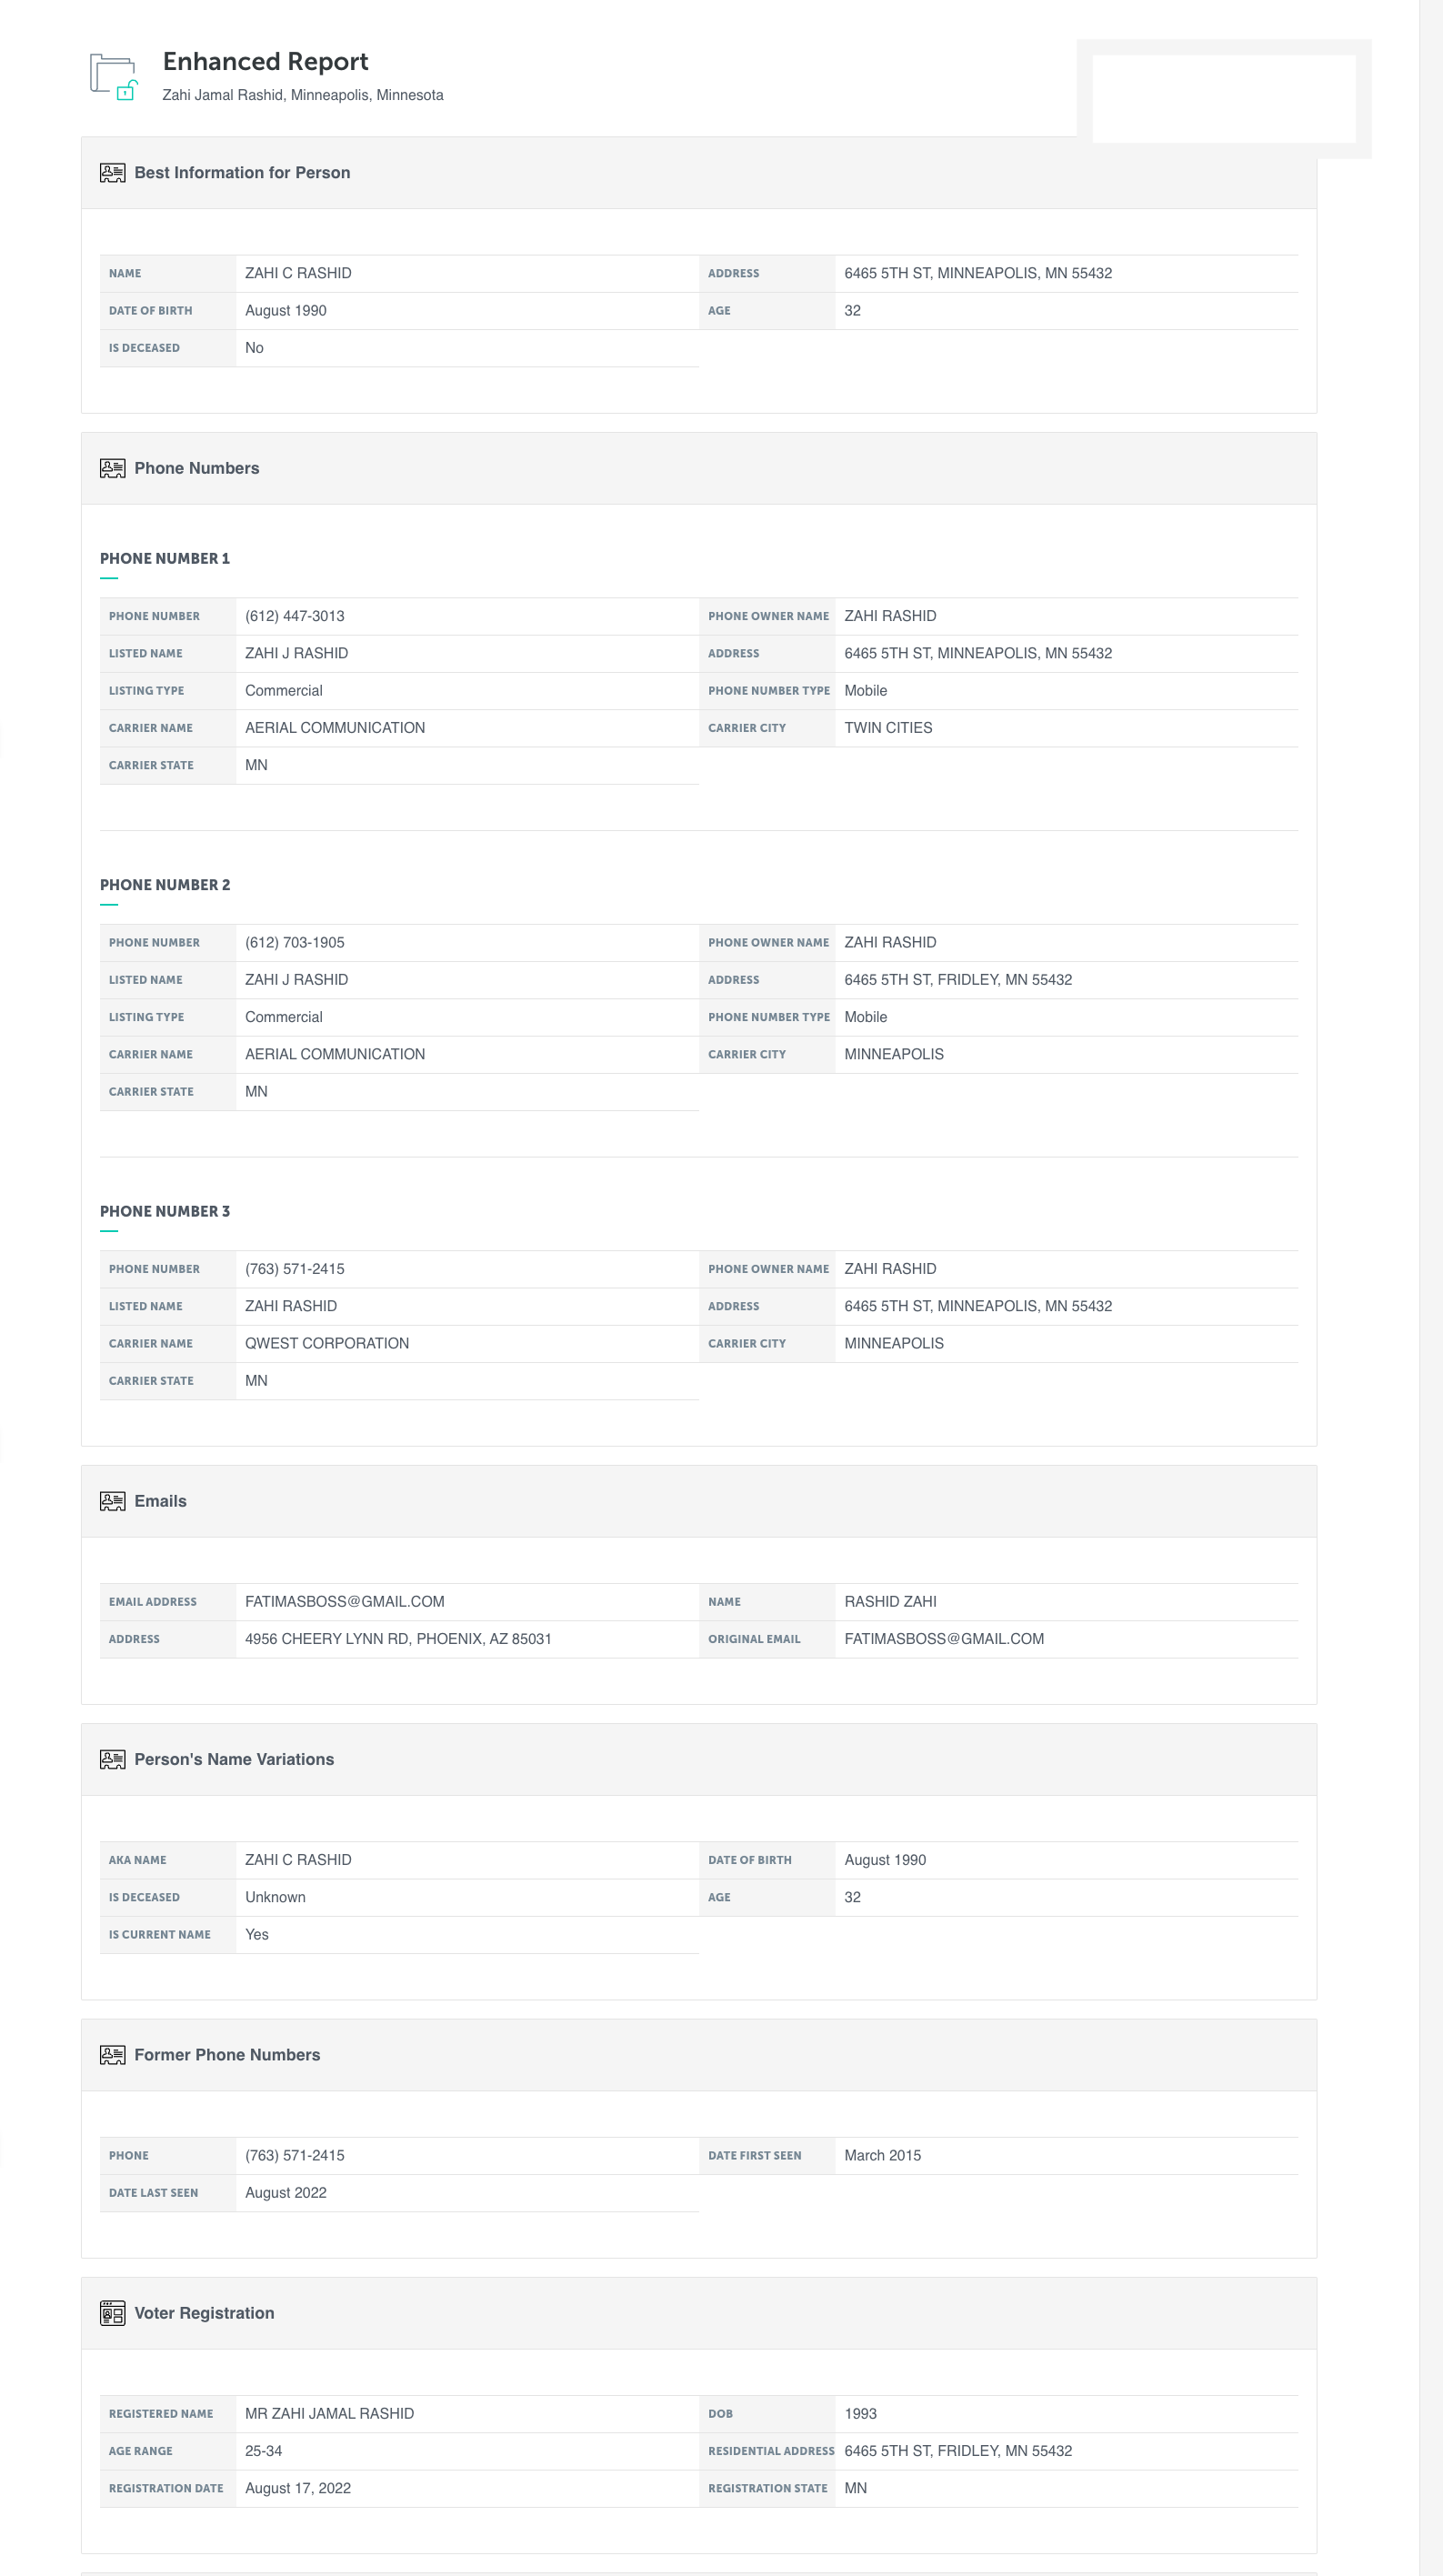 Enhanced Report
Zahi Jamal Rashid, Minneapolis, Minnesota
Best Information for Person
NAME ZAHI C RASHID ADDRESS 6465 5TH ST, MINNEAPOLIS, MN 55432
DATE OF BIRTH August 1990 AGE 32
IS DECEASED No
Phone Numbers
PHONE NUMBER 1
PHONE NUMBER (612) 447-3013 PHONE OWNER NAME ZAHI RASHID
LISTED NAME ZAHI J RASHID ADDRESS 6465 5TH ST, MINNEAPOLIS, MN 55432
LISTING TYPE Commercial PHONE NUMBER TYPE Mobile
CARRIER NAME AERIAL COMMUNICATION CARRIER CITY TWIN CITIES
CARRIER STATE MN
PHONE NUMBER 2
PHONE NUMBER (612) 703-1905 PHONE OWNER NAME ZAHI RASHID
LISTED NAME ZAHI J RASHID ADDRESS 6465 5TH ST, FRIDLEY, MN 55432
LISTING TYPE Commercial PHONE NUMBER TYPE Mobile
CARRIER NAME AERIAL COMMUNICATION CARRIER CITY MINNEAPOLIS
CARRIER STATE MN
PHONE NUMBER 3
PHONE NUMBER (763) 571-2415 PHONE OWNER NAME ZAHI RASHID
LISTED NAME ZAHI RASHID ADDRESS 6465 5TH ST, MINNEAPOLIS, MN 55432
CARRIER NAME QWEST CORPORATION CARRIER CITY MINNEAPOLIS
CARRIER STATE MN
Emails
EMAIL ADDRESS FATIMASBOSS@GMAIL.COM NAME RASHID ZAHI
ADDRESS 4956 CHEERY LYNN RD, PHOENIX, AZ 85031 ORIGINAL EMAIL FATIMASBOSS@GMAIL.COM
Person's Name Variations
AKA NAME ZAHI C RASHID DATE OF BIRTH August 1990
IS DECEASED Unknown AGE 32
IS CURRENT NAME Yes
Former Phone Numbers
PHONE (763) 571-2415 DATE FIRST SEEN March 2015
DATE LAST SEEN August 2022
Voter Registration
REGISTERED NAME MR ZAHI JAMAL RASHID DOB 1993
AGE RANGE 25-34 RESIDENTIAL ADDRESS 6465 5TH ST, FRIDLEY, MN 55432
REGISTRATION DATE August 17, 2022 REGISTRATION STATE MN